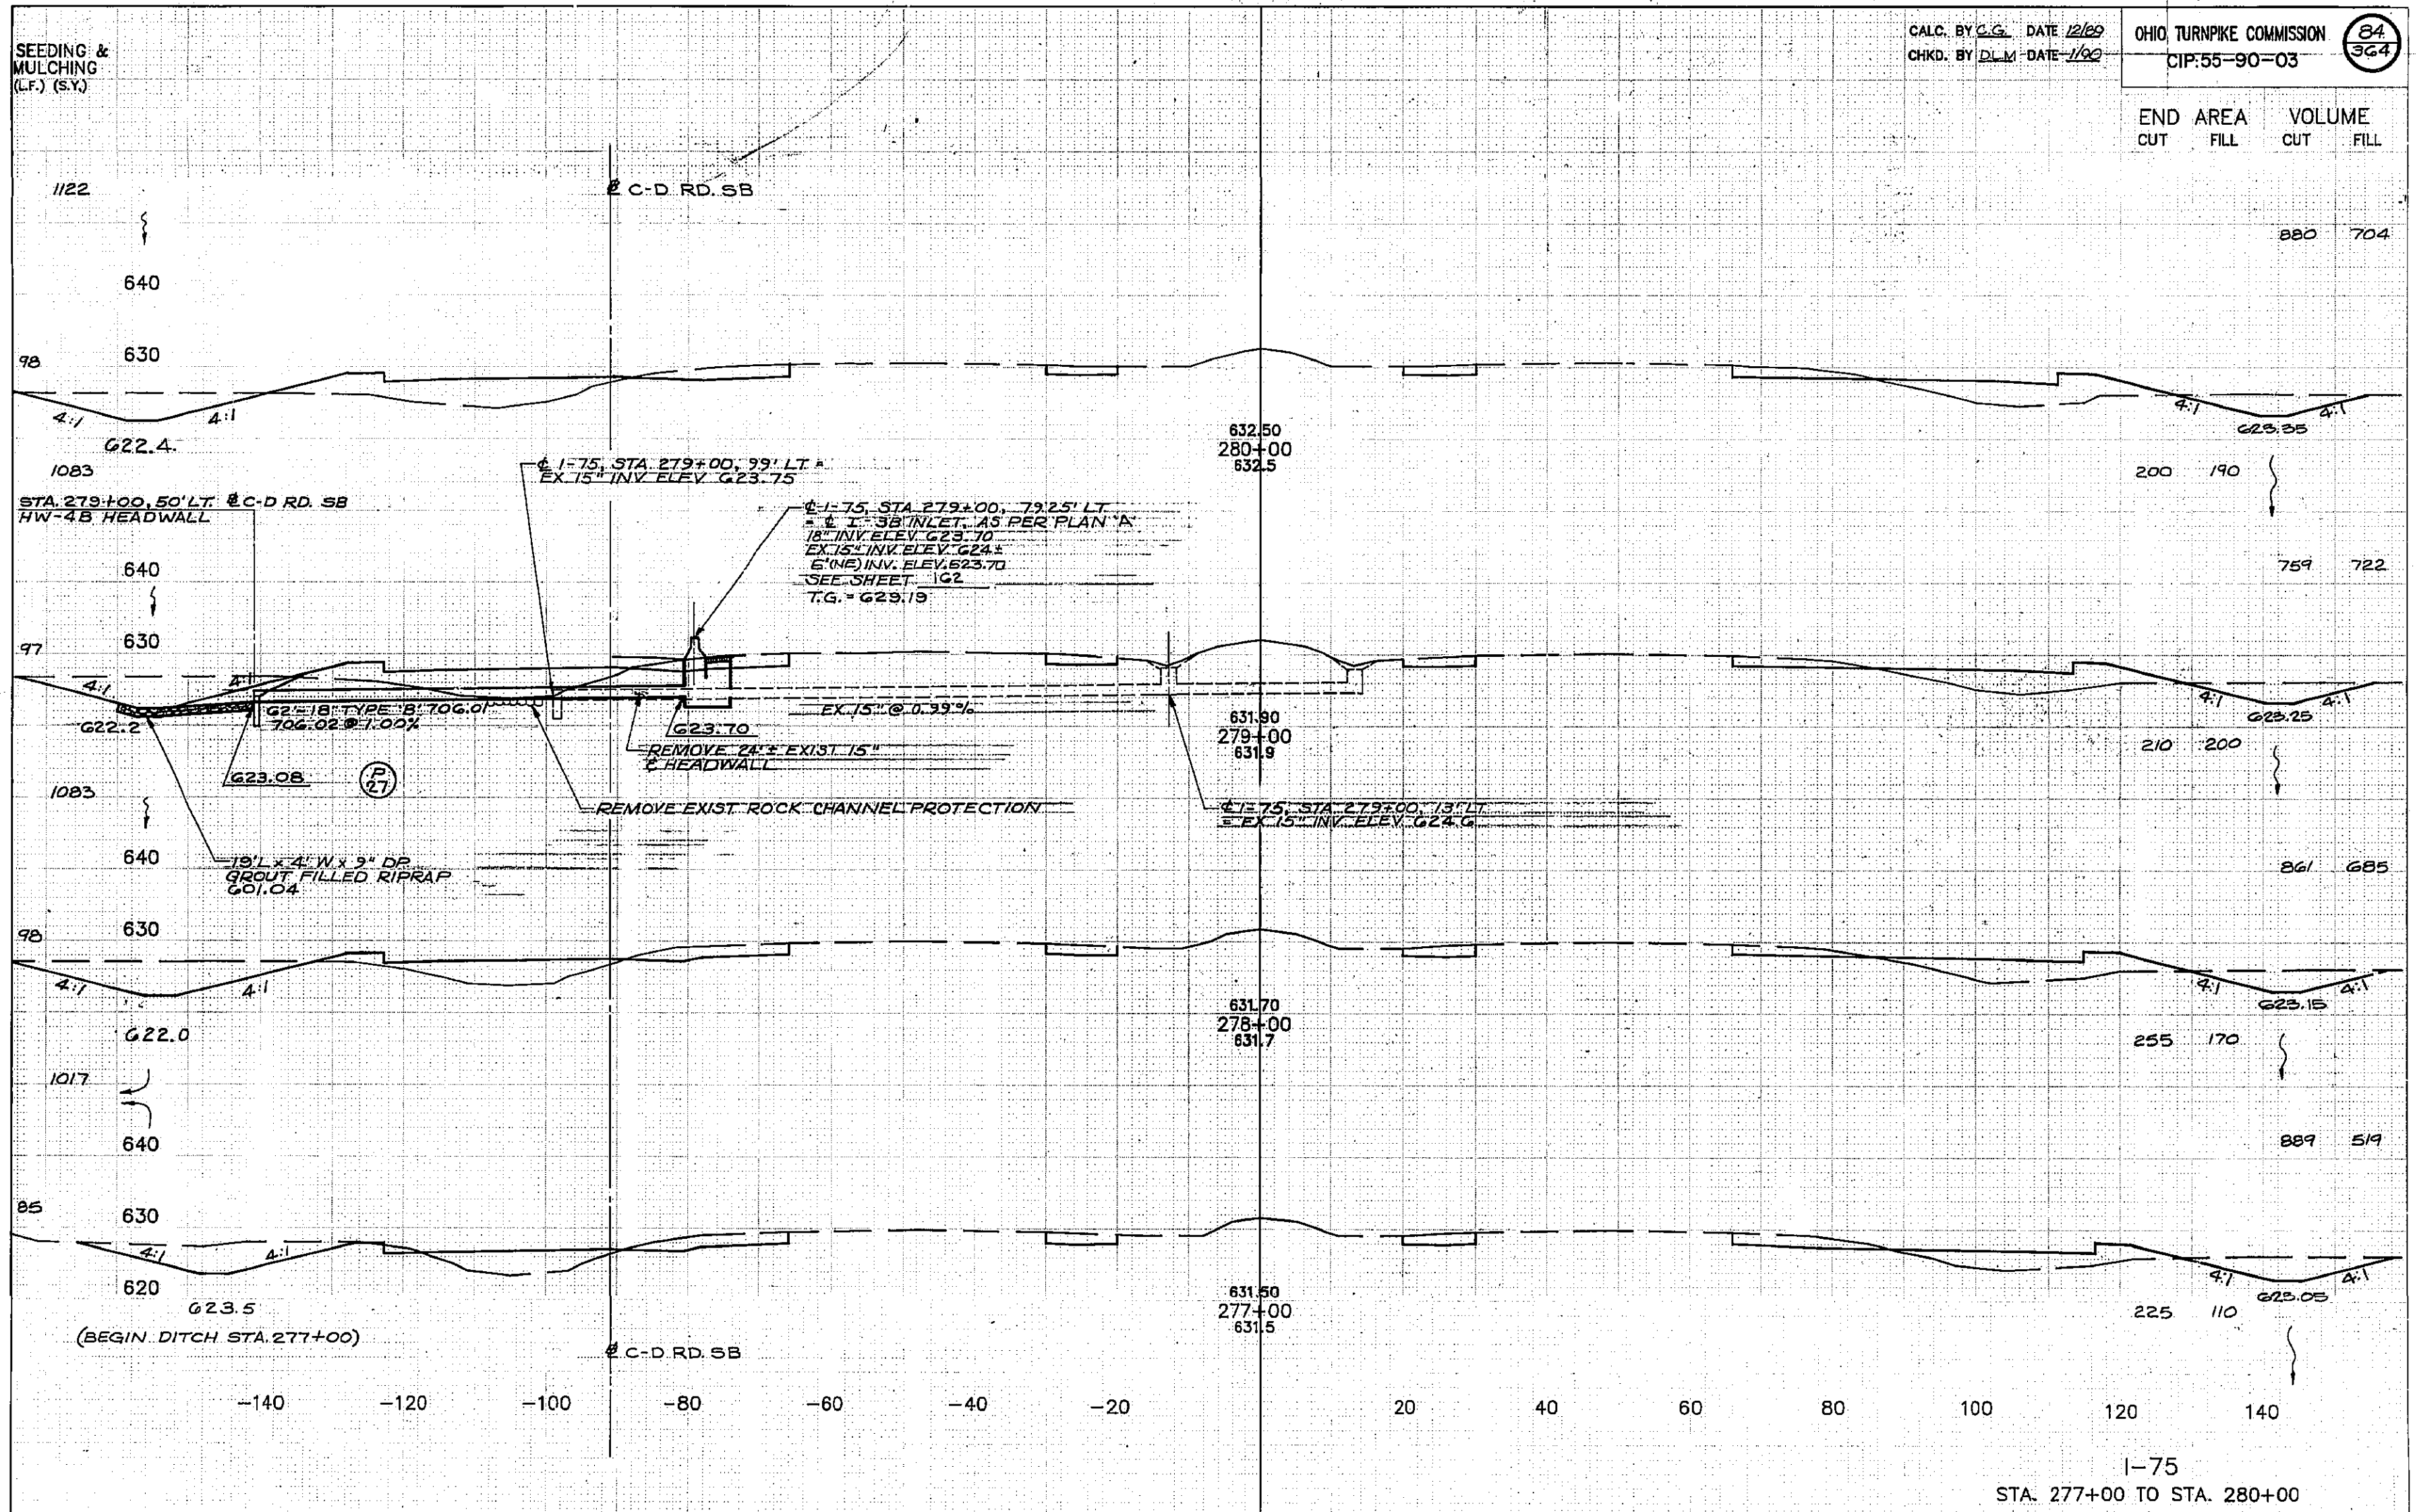 SEEDING &
MULCHING
(L.F.) (S.Y.)
CALC. BY C.G. DATE 12/89
CHKD. BY DLM DATE 1/90
OHIO TURNPIKE COMMISSION
CIP:55-90-03
84
364
END AREA VOLUME
CUT FILL CUT FILL
1122
℄ C-D RD. SB
880 704
640
630
98
4:1
4:1
622.4
632.50
280+00
632.5
4:1
4:1
623.35
1083
200 190
℄ I-75, STA. 279+00, 99' LT =
EX 15" INV ELEV 623.75
STA. 279+00, 50' LT. ℄ C-D RD. SB
HW-4B HEADWALL
℄ I-75, STA 279+00, 79.25' LT
= ℄ I-3B INLET, AS PER PLAN 'A'
18" INV ELEV 623.70
EX 15" INV ELEV 624±
6"(NE) INV. ELEV. 623.70
SEE SHEET 162
T.G. = 629.19
640
759 722
630
97
4:1
4:1
622.2
62'-18" TYPE 'B' 706.01
706.02 @ 1.00%
EX 15" @ 0.99%
623.70
631.90
279+00
631.9
4:1
4:1
623.25
REMOVE 24'± EXIST 15"
& HEADWALL
210 200
623.08
P
27
1083
REMOVE EXIST ROCK CHANNEL PROTECTION
℄ I-75, STA 279+00, 13' LT
= EX 15" INV ELEV 624.6
640
19'L x 4'W x 9" DP.
GROUT FILLED RIPRAP
601.04
861 685
630
98
4:1
4:1
622.0
631.70
278+00
631.7
4:1
4:1
623.15
255 170
1017
640
889 519
85
630
4:1
4:1
620
623.5
(BEGIN DITCH STA. 277+00)
631.50
277+00
631.5
4:1
4:1
623.05
225 110
℄ C-D RD. SB
-140 -120 -100 -80 -60 -40 -20 20 40 60 80 100 120 140
I-75
STA. 277+00 TO STA. 280+00